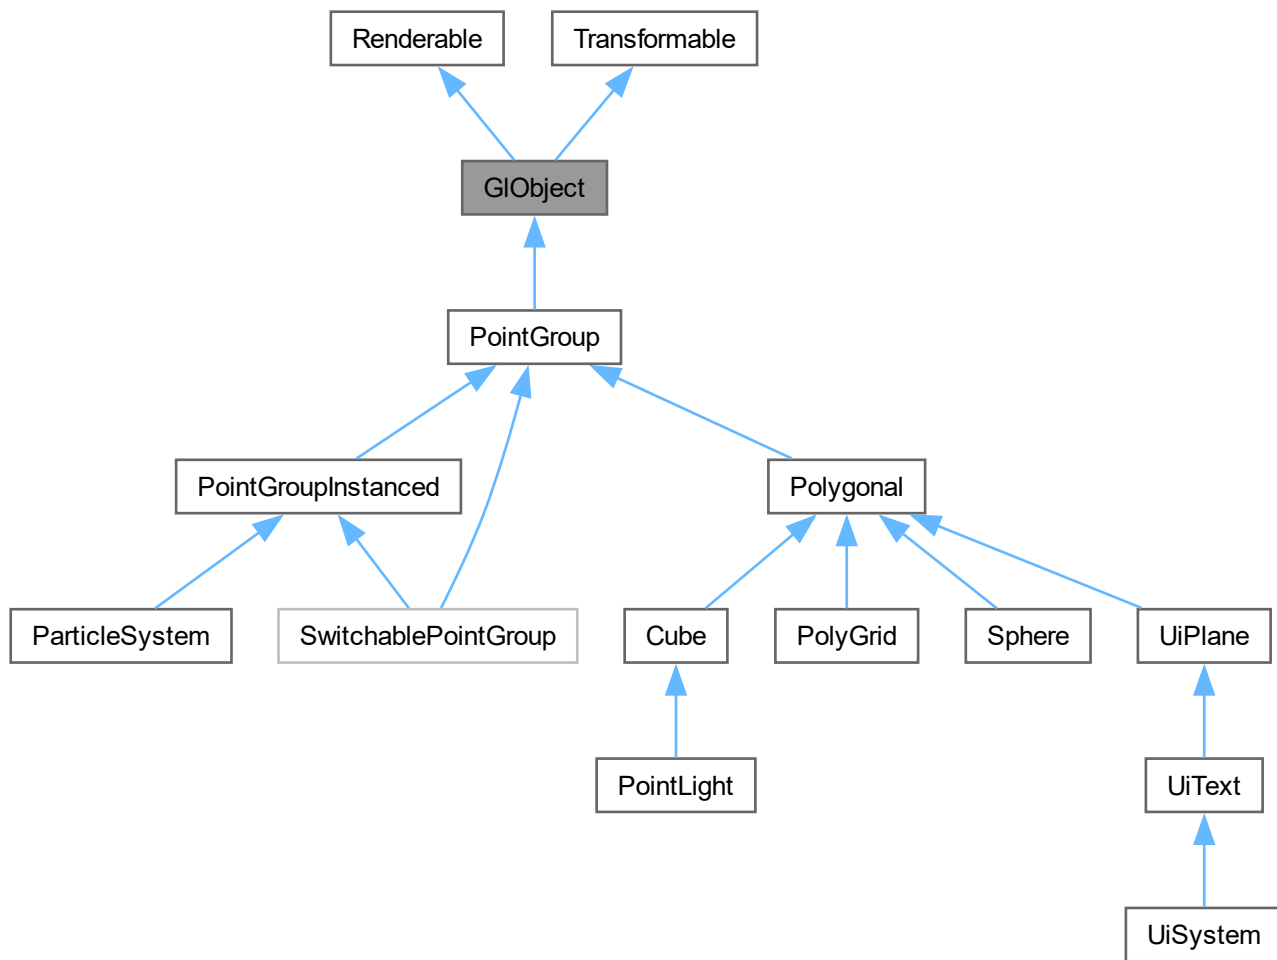 Renderable
Transformable
GlObject
PointGroup
PointGroupInstanced
Polygonal
ParticleSystem
SwitchablePointGroup
Cube
PolyGrid
Sphere
UiPlane
PointLight
UiText
UiSystem